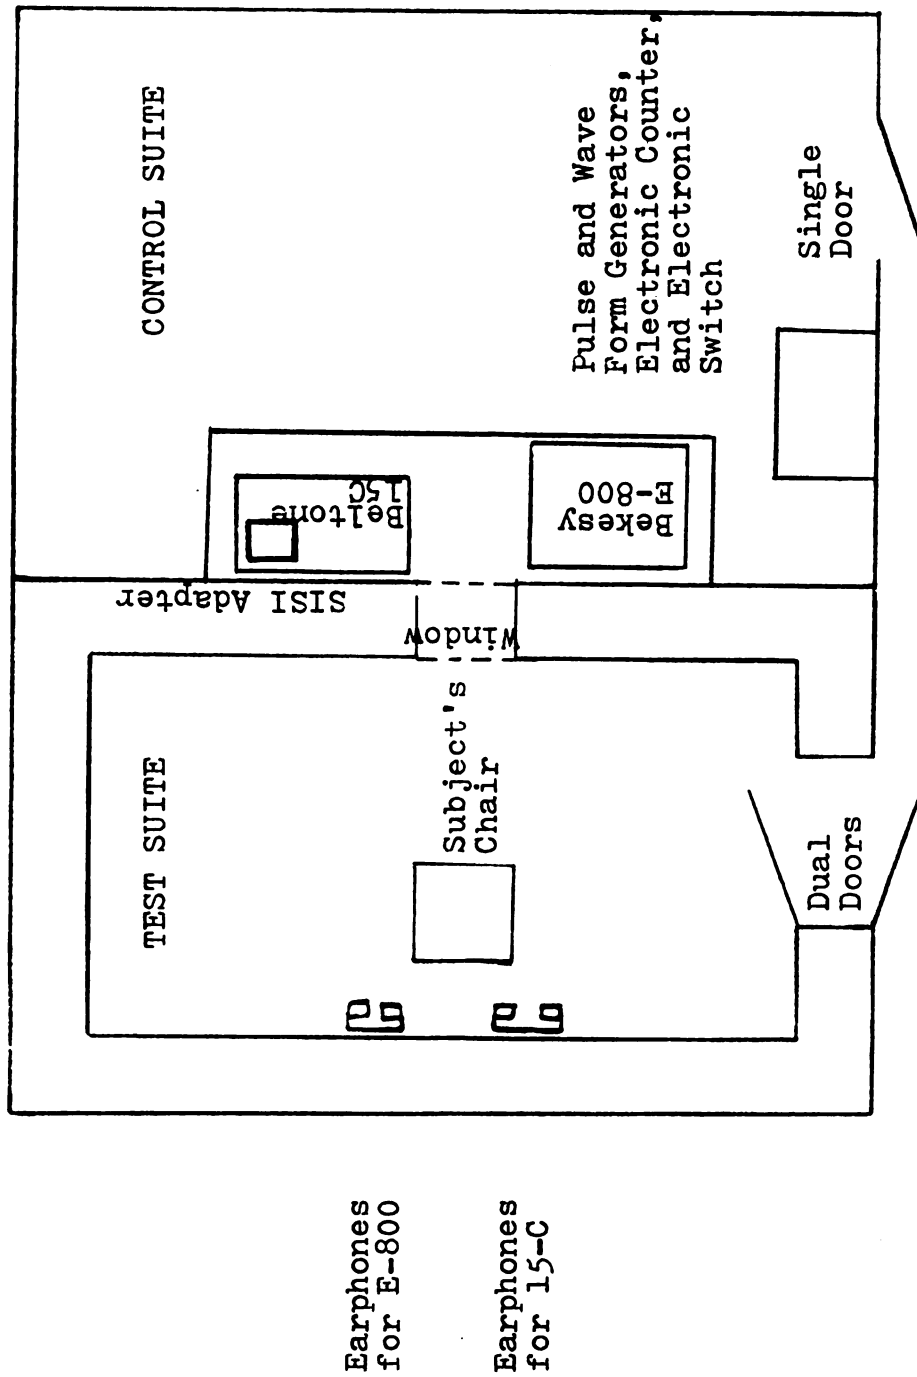 Earphones
for E-800
Earphones
for 15-C
TEST SUITE
Subject's
Chair
Dual
Doors
Window
SISI Adapter
Beltone
15C
Bekesy
E-800
CONTROL SUITE
Pulse and Wave
Form Generators,
Electronic Counter,
and Electronic
Switch
Single
Door